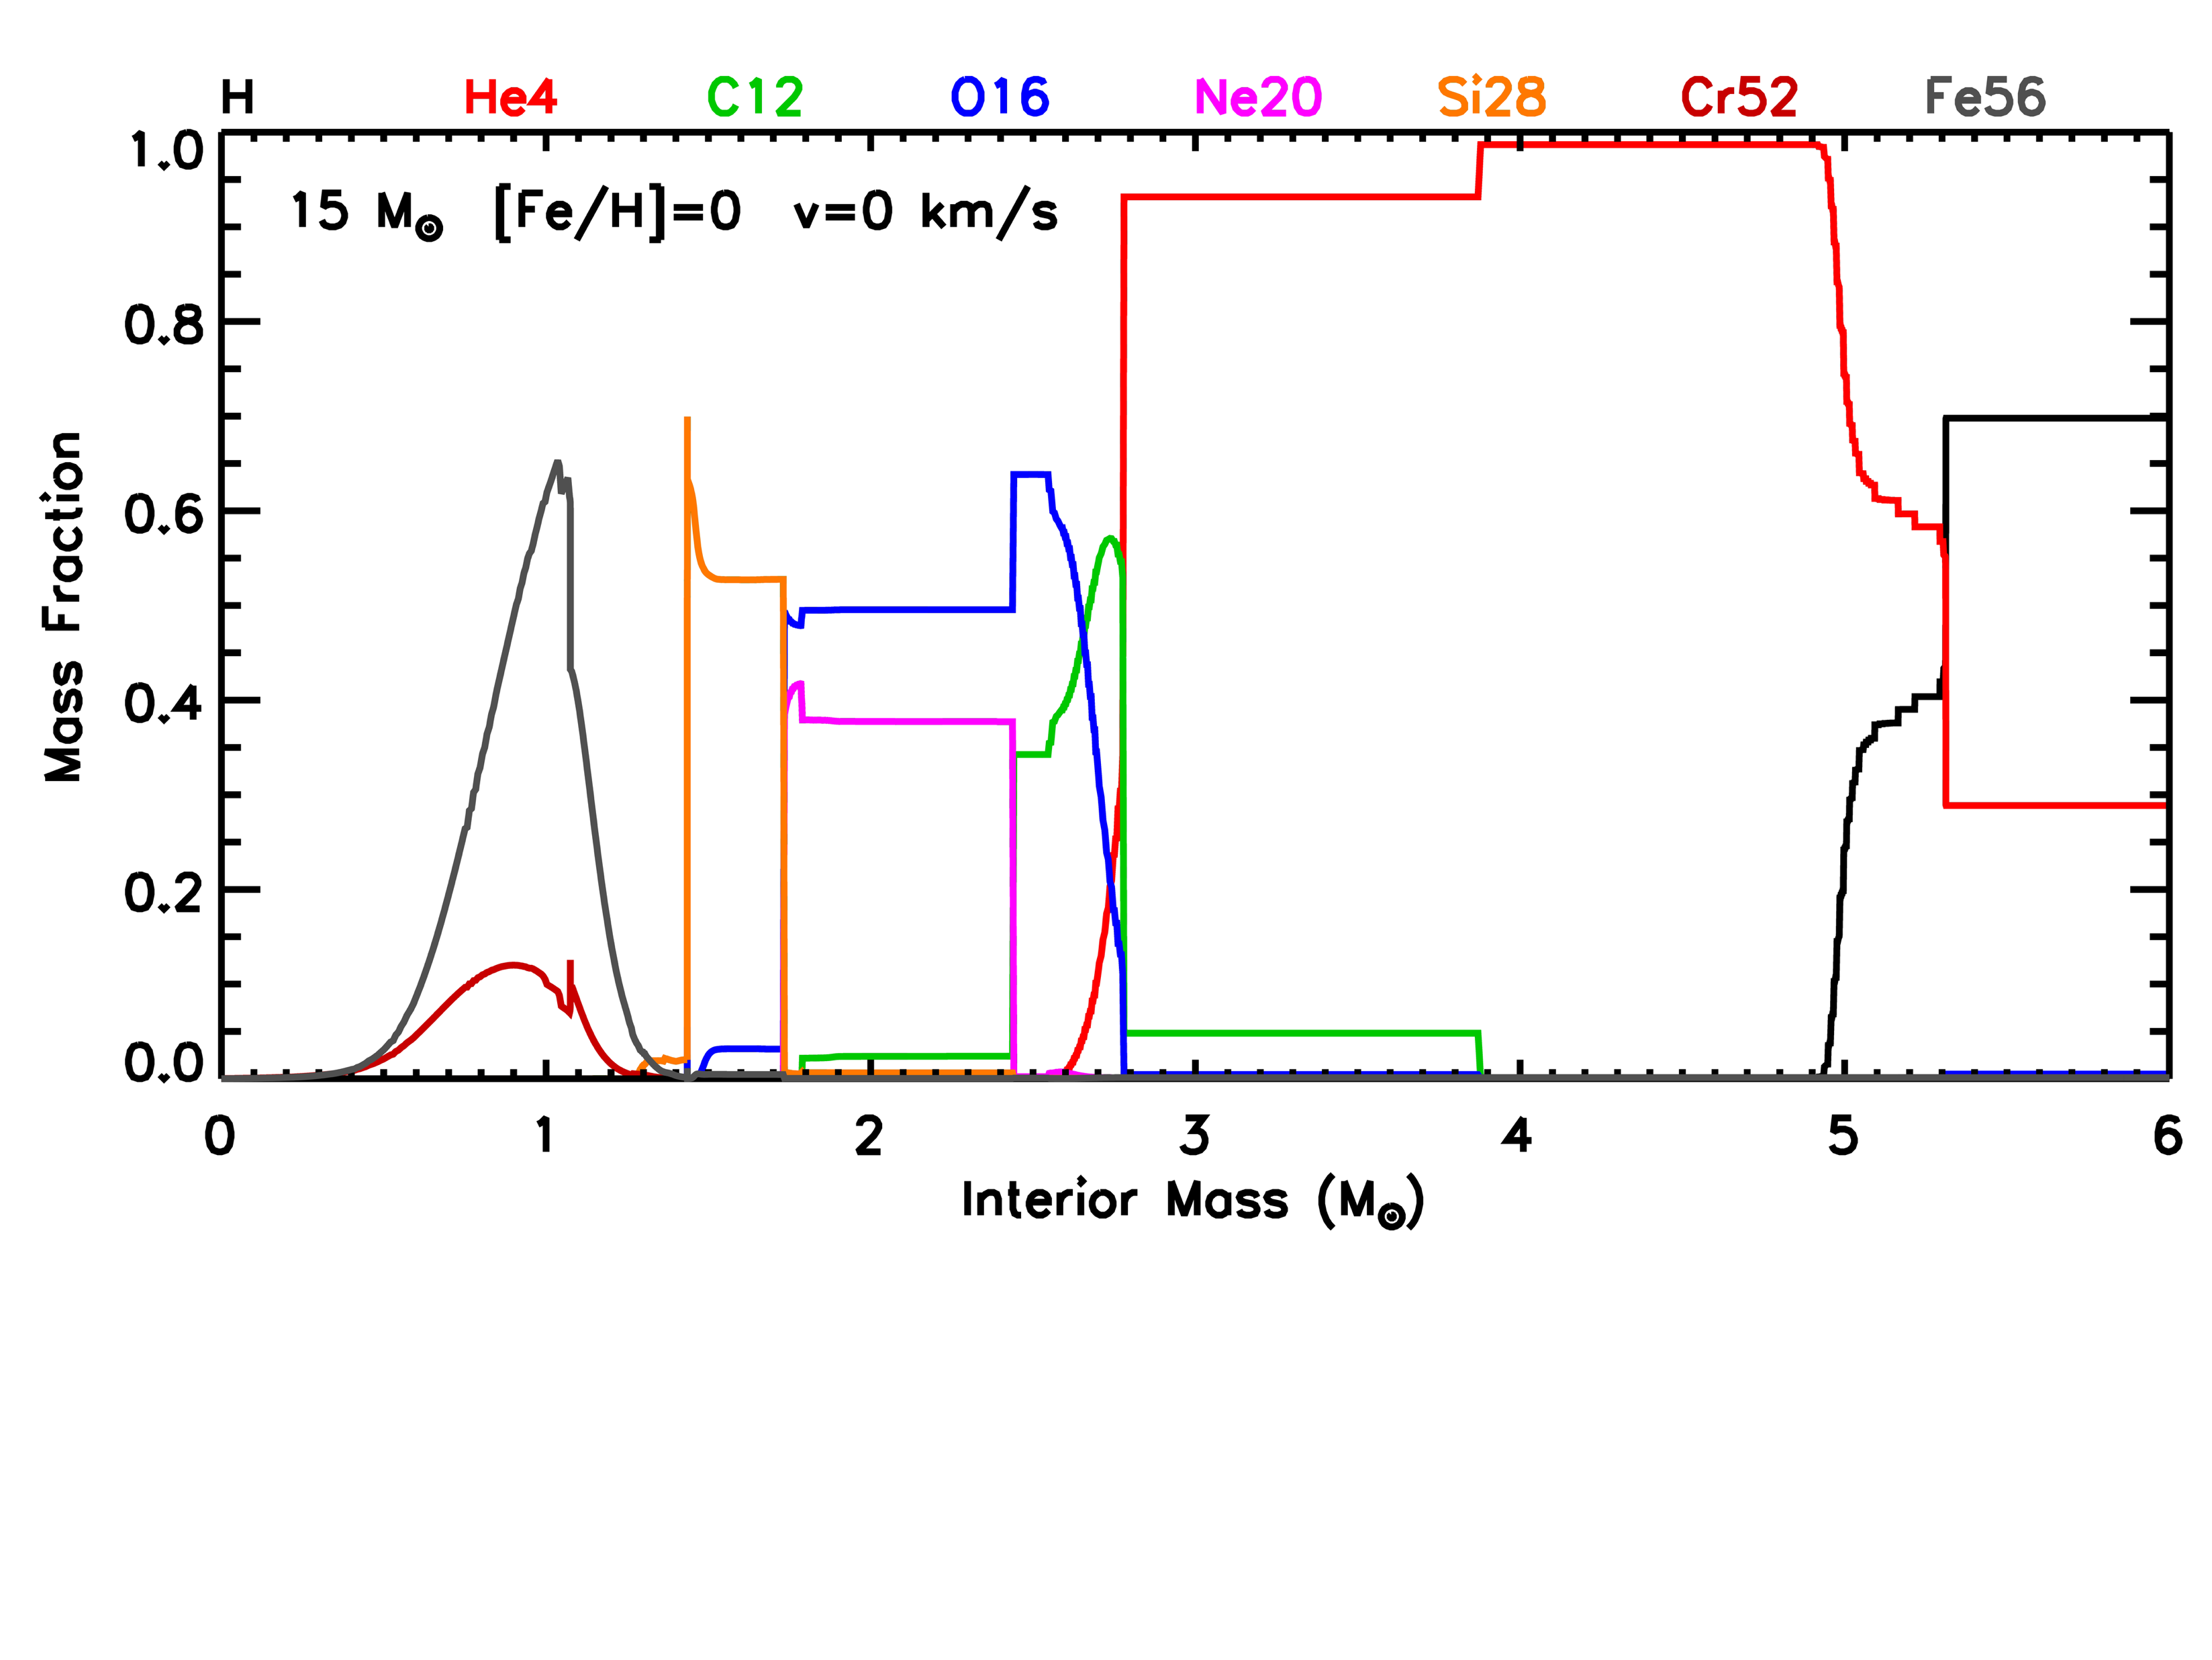 H He4 C12 O16 Ne20 Si28 Cr52 Fe56
1.0
15 M☉ [Fe/H]=0 v=0 km/s
0.8
0.6
0.4
0.2
0.0
Mass Fraction
0 1 2 3 4 5 6
Interior Mass (M☉)